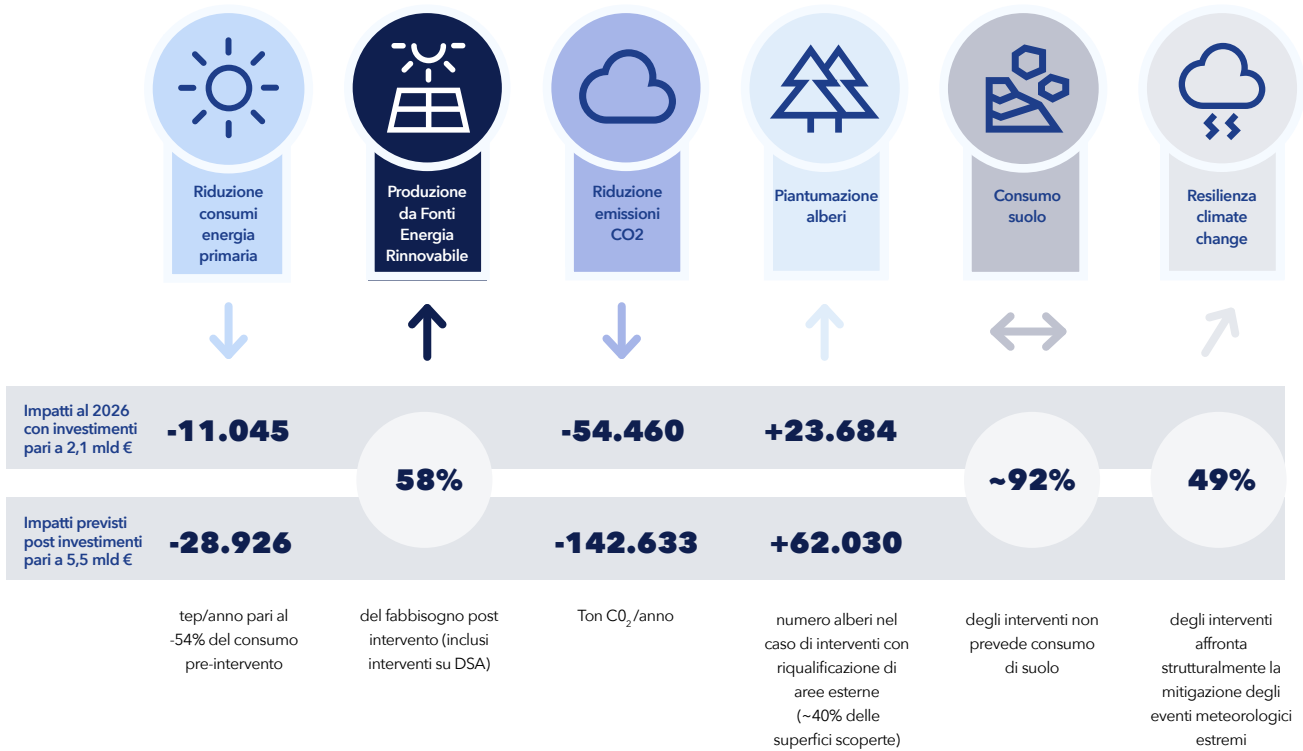 Riduzione
consumi
energia
primaria
Produzione
da Fonti
Energia
Rinnovabile
Riduzione
emissioni
CO2
Piantumazione
alberi
Consumo
suolo
Resilienza
climate
change
Impatti al 2026
con investimenti
pari a 2,1 mld €
-11.045
-54.460
+23.684
58%
~92%
49%
Impatti previsti
post investimenti
pari a 5,5 mld €
-28.926
-142.633
+62.030
tep/anno pari al
-54% del consumo
pre-intervento
del fabbisogno post
intervento (inclusi
interventi su DSA)
Ton C0₂/anno
numero alberi nel
caso di interventi con
riqualificazione di
aree esterne
(~40% delle
superfici scoperte)
degli interventi non
prevede consumo
di suolo
degli interventi
affronta
strutturalmente la
mitigazione degli
eventi meteorologici
estremi